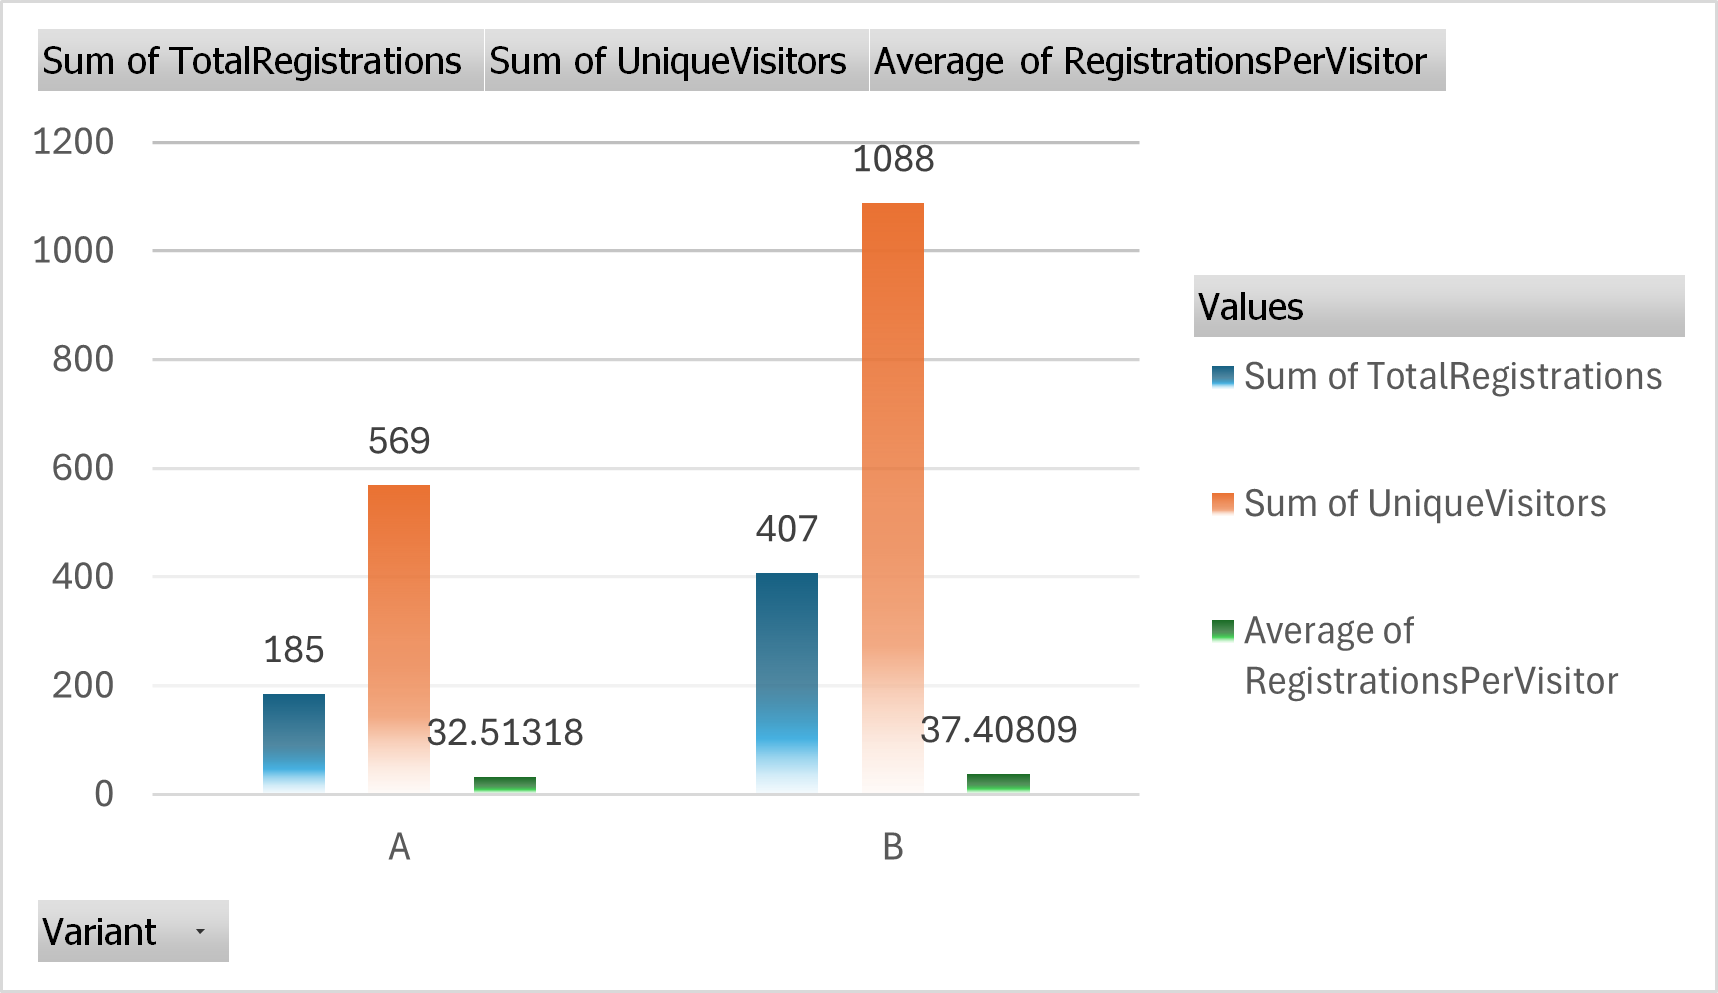 Sum of TotalRegistrations Sum of UniqueVisitors Average of RegistrationsPerVisitor
1200
1088
1000
Values
800
Sum of TotalRegistrations
569
600
Sum of UniqueVisitors
407
400
Average of
RegistrationsPerVisitor
185
200
32.51318
37.40809
0
A
B
Variant